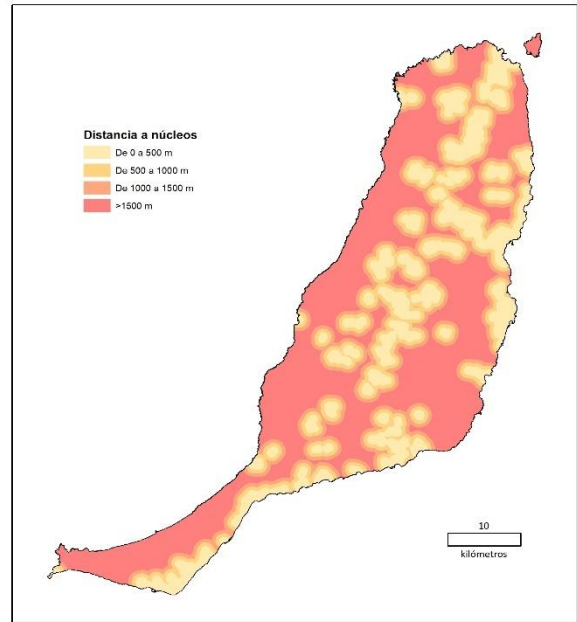 Distancia a núcleos
De 0 a 500 m
De 500 a 1000 m
De 1000 a 1500 m
>1500 m
10
kilómetros